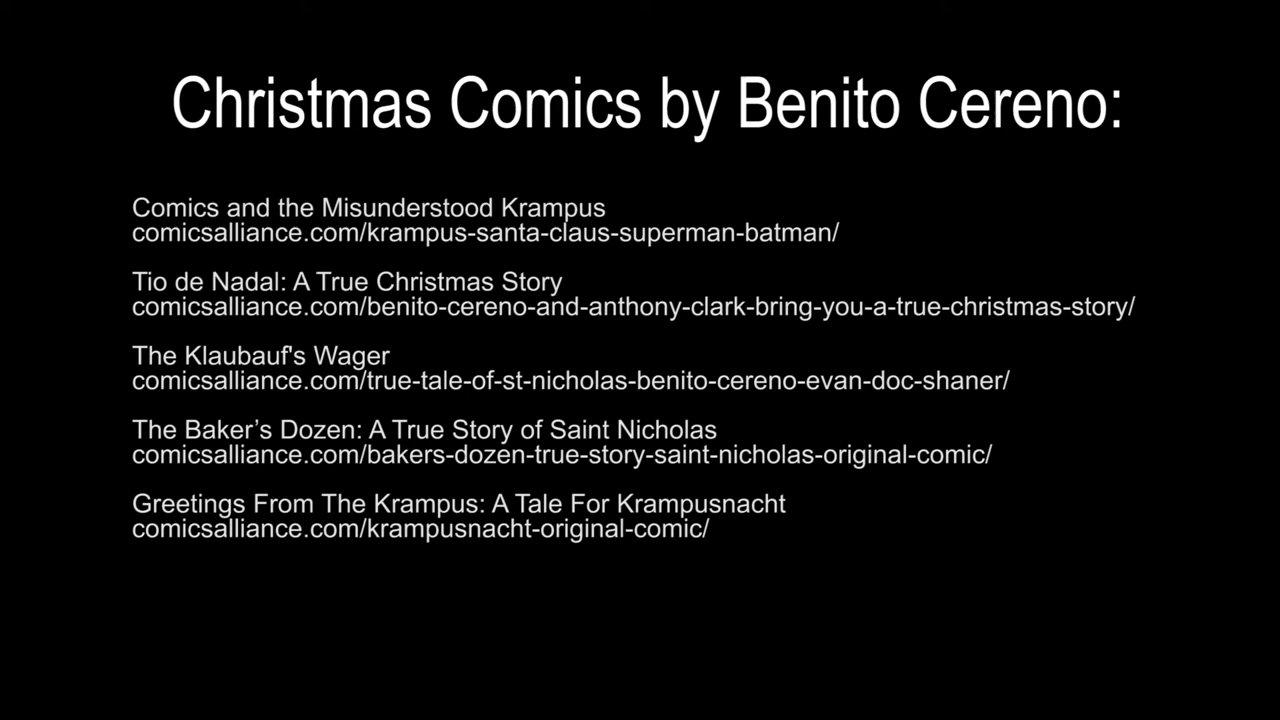 Christmas Comics by Benito Cereno:
Comics and the Misunderstood Krampus
comicsalliance.com/krampus-santa-claus-superman-batman/
Tio de Nadal: A True Christmas Story
comicsalliance.com/benito-cereno-and-anthony-clark-bring-you-a-true-christmas-story/
The Klaubauf's Wager
comicsalliance.com/true-tale-of-st-nicholas-benito-cereno-evan-doc-shaner/
The Baker’s Dozen: A True Story of Saint Nicholas
comicsalliance.com/bakers-dozen-true-story-saint-nicholas-original-comic/
Greetings From The Krampus: A Tale For Krampusnacht
comicsalliance.com/krampusnacht-original-comic/